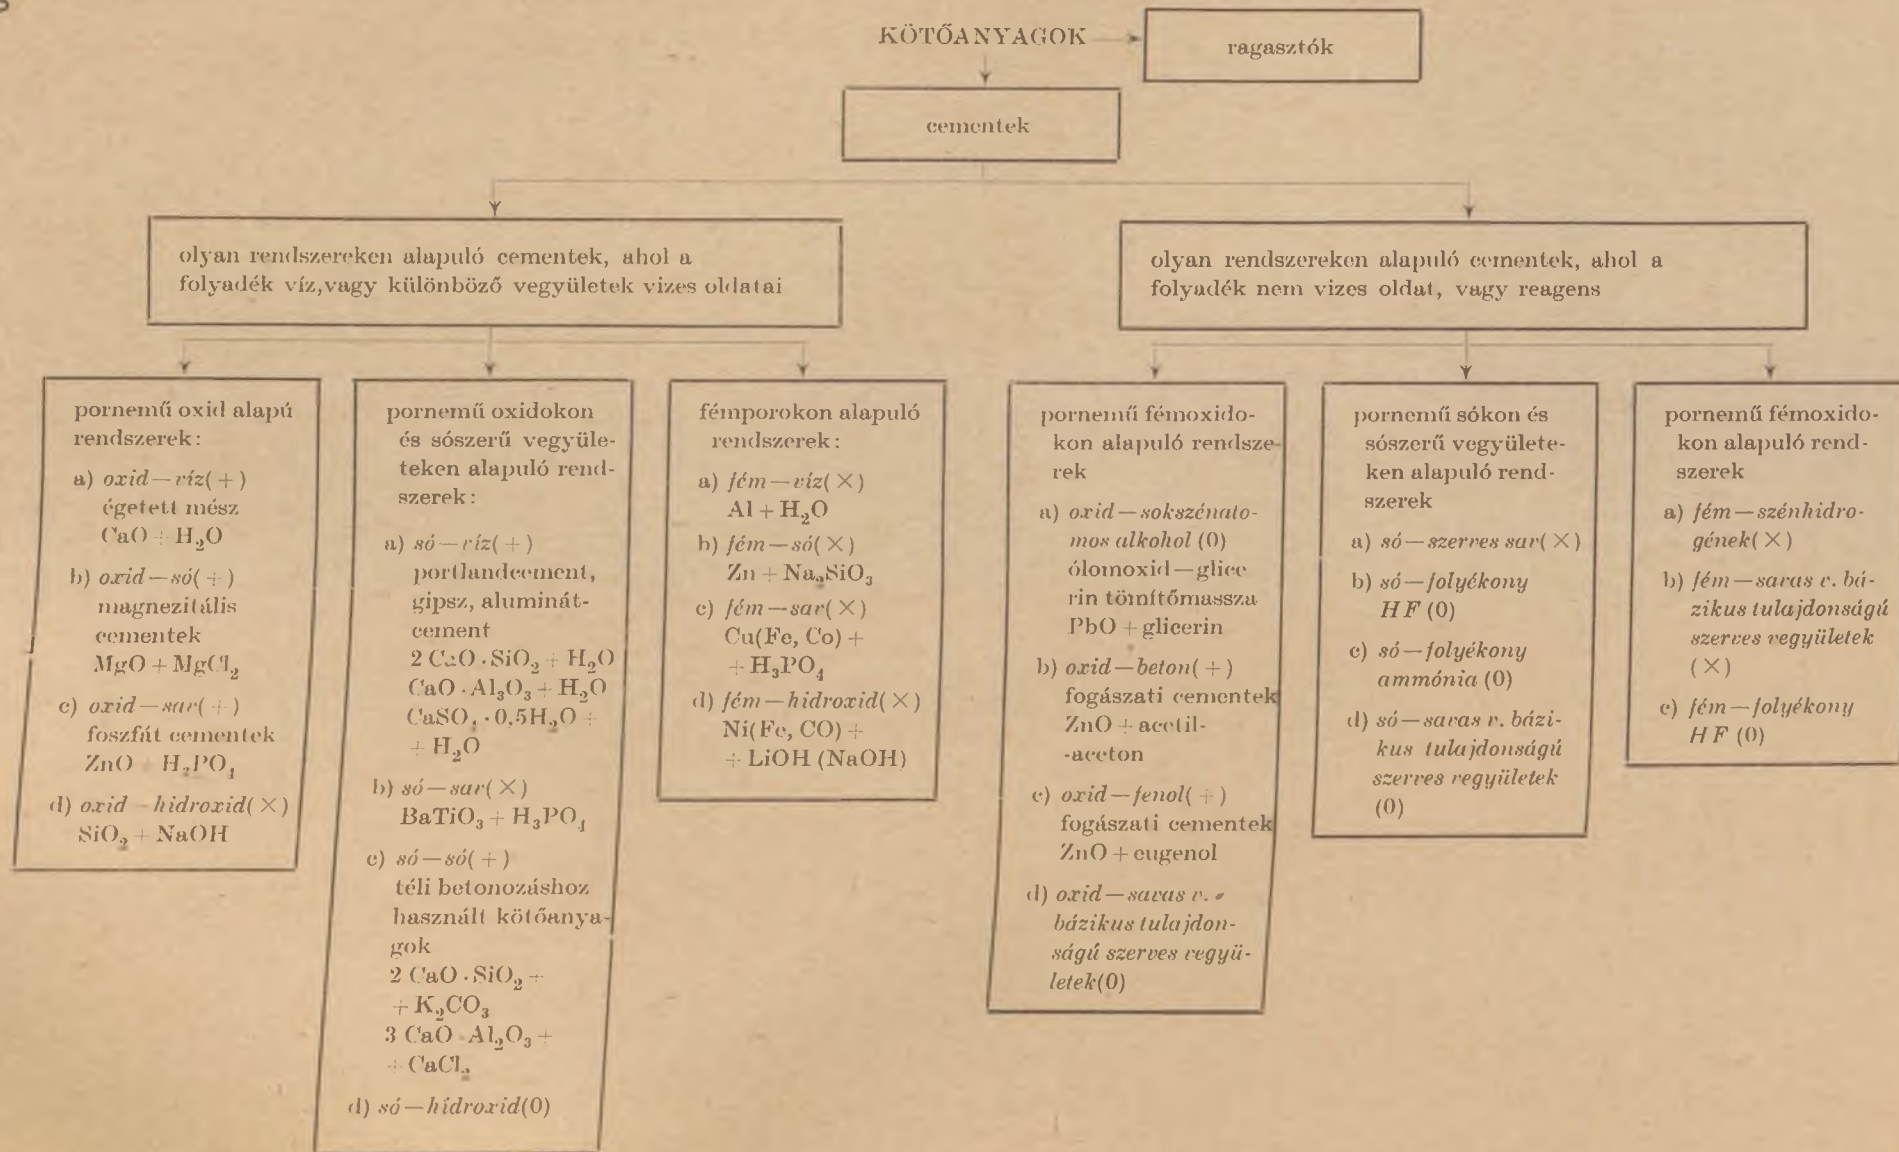 KÖTŐANYAGOK
ragasztók
cementek
olyan rendszereken alapuló cementek, ahol a
folyadék víz,vagy különböző vegyületek vizes oldatai
olyan rendszereken alapuló cementek, ahol a
folyadék nem vizes oldat, vagy reagens
pornemű oxid alapú
rendszerek:
a) oxid—víz(+)
égetett mész
CaO + H₂O
b) oxid—só(+)
magnezitális
cementek
MgO + MgCl₂
c) oxid—sav(+)
foszfát cementek
ZnO + H₃PO₄
d) oxid—hidroxid(×)
SiO₂ + NaOH
pornemű oxidokon
és sószerű vegyüle-
teken alapuló rend-
szerek:
a) só—víz(+)
portlandcement,
gipsz, aluminát-
cement
2 CaO·SiO₂ + H₂O
CaO·Al₃O₃ + H₂O
CaSO₄·0,5H₂O +
+ H₂O
b) só—sav(×)
BaTiO₃ + H₃PO₄
c) só—só(+)
téli betonozáshoz
használt kötőanya-
gok
2 CaO·SiO₂ +
+ K₂CO₃
3 CaO·Al₂O₃ +
+ CaCl₂
d) só—hidroxid(0)
fémporokon alapuló
rendszerek:
a) fém—víz(×)
Al + H₂O
b) fém—só(×)
Zn + Na₂SiO₃
c) fém—sav(×)
Cu(Fe, Co) +
+ H₃PO₄
d) fém—hidroxid(×)
Ni(Fe, CO) +
+ LiOH (NaOH)
pornemű fémoxido-
kon alapuló rendsze-
rek
a) oxid—sokszénato-
mos alkohol (0)
ólomoxid—glice
rin tömítőmassza
PbO + glicerin
b) oxid—beton(+)
fogászati cementek
ZnO + acetil-
-aceton
c) oxid—fenol(+)
fogászati cementek
ZnO + eugenol
d) oxid—savas v.
bázikus tulajdon-
ságú szerves vegyü-
letek(0)
pornemű sókon és
sószerű vegyülete-
ken alapuló rend-
szerek
a) só—szerves sav(×)
b) só—folyékony
HF (0)
c) só—folyékony
ammónia (0)
d) só—savas v. bázi-
kus tulajdonságú
szerves vegyületek
(0)
pornemű fémoxido-
kon alapuló rend-
szerek
a) fém—szénhidro-
gének(×)
b) fém—savas v. bá-
zikus tulajdonságú
szerves vegyületek
(×)
c) fém—folyékony
HF (0)